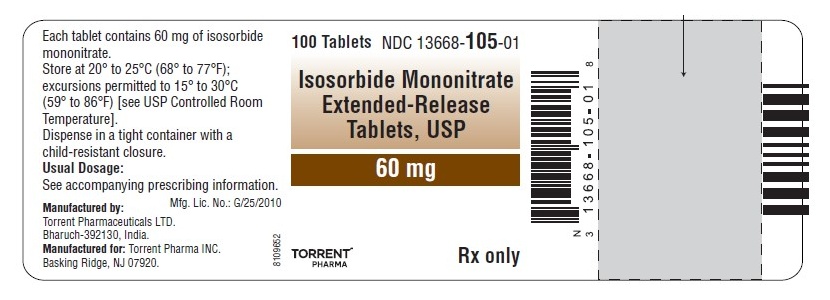 Each tablet contains 60 mg of isosorbide
mononitrate.
Store at 20° to 25°C (68° to 77°F);
excursions permitted to 15° to 30°C
(59° to 86°F) [see USP Controlled Room
Temperature].
Dispense in a tight container with a
child-resistant closure.
Usual Dosage:
See accompanying prescribing information.
Mfg. Lic. No.: G/25/2010
Manufactured by:
Torrent Pharmaceuticals LTD.
Bharuch-392130, India.
Manufactured for: Torrent Pharma INC.
Basking Ridge, NJ 07920.
8109652
100 Tablets NDC 13668-105-01
Isosorbide Mononitrate
Extended-Release
Tablets, USP
60 mg
TORRENT™
PHARMA
Rx only
N
3 13668-105-01 8